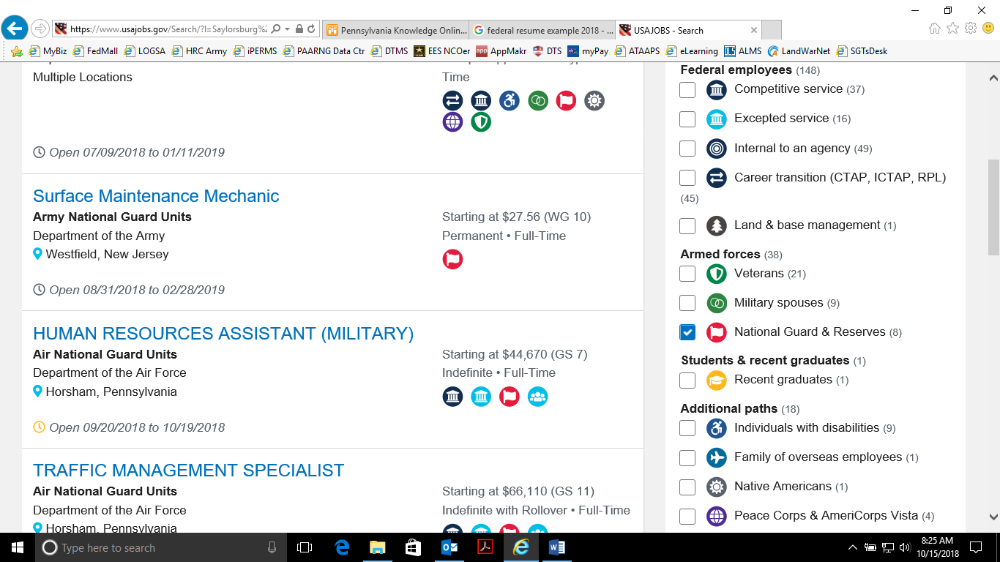 https://www.usajobs.gov/Search/?l=Saylorsburg%2
Pennsylvania Knowledge Onlin...
federal resume example 2018 - ...
USAJOBS - Search
MyBiz
FedMall
LOGSA
HRC Army
iPERMS
PAARNG Data Ctr
DTMS
EES NCOer
app AppMakr
DTS
myPay
ATAAPS
eLearning
ALMS
LandWarNet
SGTsDesk
Multiple Locations
Time
Open 07/09/2018 to 01/11/2019
Surface Maintenance Mechanic
Army National Guard Units
Starting at $27.56 (WG 10)
Department of the Army
Permanent • Full-Time
Westfield, New Jersey
Open 08/31/2018 to 02/28/2019
HUMAN RESOURCES ASSISTANT (MILITARY)
Air National Guard Units
Starting at $44,670 (GS 7)
Department of the Air Force
Indefinite • Full-Time
Horsham, Pennsylvania
Open 09/20/2018 to 10/19/2018
TRAFFIC MANAGEMENT SPECIALIST
Air National Guard Units
Starting at $66,110 (GS 11)
Department of the Air Force
Indefinite with Rollover • Full-Time
Horsham, Pennsylvania
Federal employees (148)
Competitive service (37)
Excepted service (16)
Internal to an agency (49)
Career transition (CTAP, ICTAP, RPL)
(45)
Land & base management (1)
Armed forces (38)
Veterans (21)
Military spouses (9)
National Guard & Reserves (8)
Students & recent graduates (1)
Recent graduates (1)
Additional paths (18)
Individuals with disabilities (9)
Family of overseas employees (1)
Native Americans (1)
Peace Corps & AmeriCorps Vista (4)
Type here to search
8:25 AM
10/15/2018